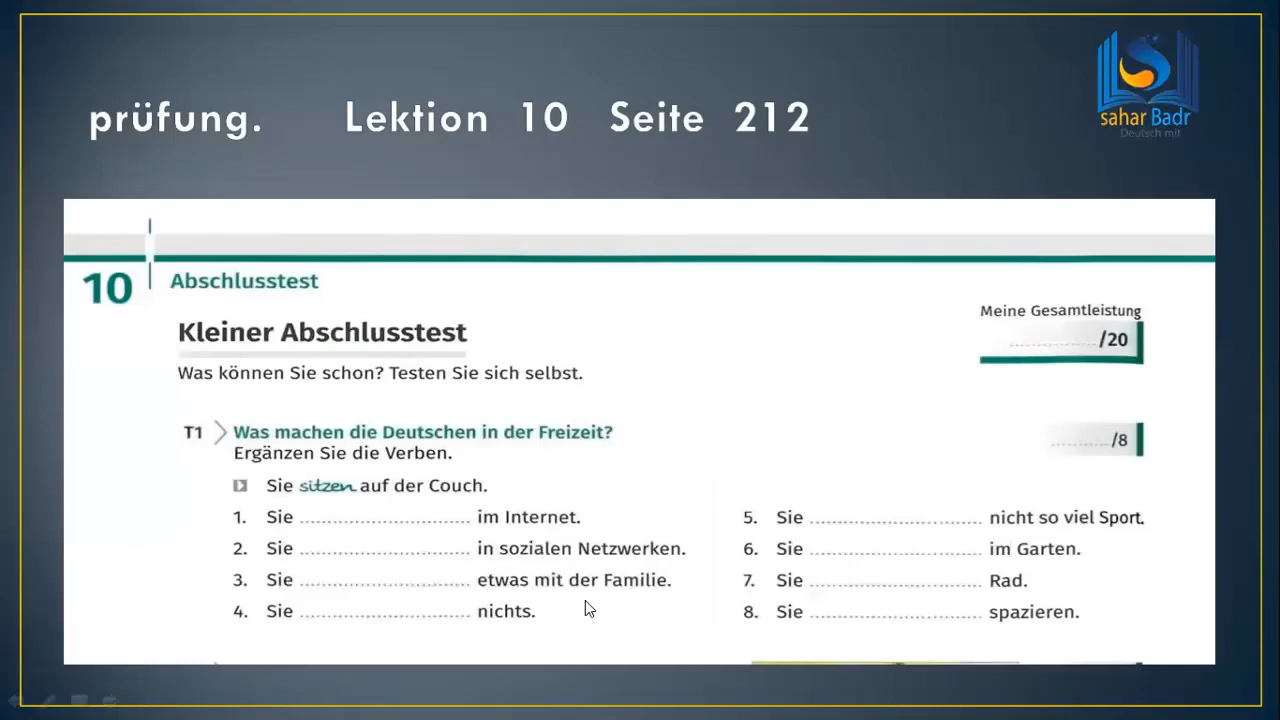 prüfung. Lektion 10 Seite 212
sahar Badr
Deutsch mit
10 Abschlusstest
Kleiner Abschlusstest
Meine Gesamtleistung
/20
Was können Sie schon? Testen Sie sich selbst.
T1 Was machen die Deutschen in der Freizeit?
/8
Ergänzen Sie die Verben.
Sie sitzen auf der Couch.
1. Sie .............................. im Internet.
2. Sie .............................. in sozialen Netzwerken.
3. Sie .............................. etwas mit der Familie.
4. Sie .............................. nichts.
5. Sie .............................. nicht so viel Sport.
6. Sie .............................. im Garten.
7. Sie .............................. Rad.
8. Sie .............................. spazieren.